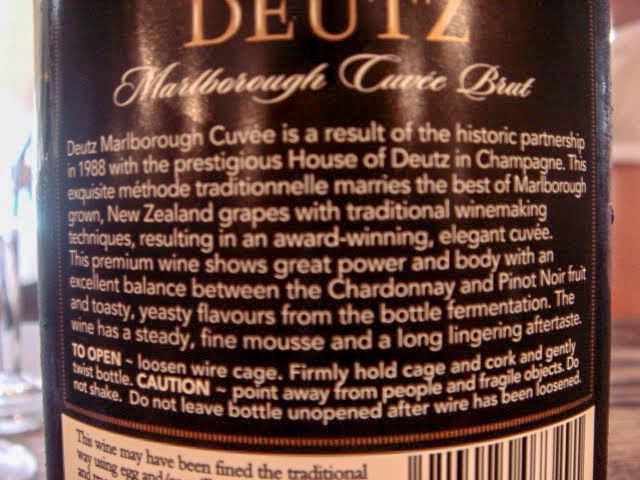 DEUTZ
Marlborough Cuvée Brut
Deutz Marlborough Cuvée is a result of the historic partnership
in 1988 with the prestigious House of Deutz in Champagne. This
exquisite méthode traditionnelle marries the best of Marlborough
grown, New Zealand grapes with traditional winemaking
techniques, resulting in an award-winning, elegant cuvée.
This premium wine shows great power and body with an
excellent balance between the Chardonnay and Pinot Noir fruit
and toasty, yeasty flavours from the bottle fermentation. The
wine has a steady, fine mousse and a long lingering aftertaste.
TO OPEN ~ loosen wire cage. Firmly hold cage and cork and gently
twist bottle. CAUTION ~ point away from people and fragile objects. Do
not shake. Do not leave bottle unopened after wire has been loosened.
This wine may have been fined the traditional
way using egg and/or
and